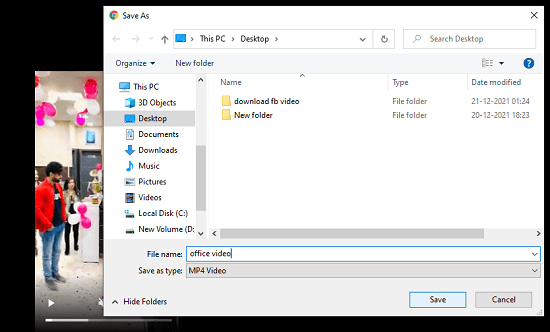 Save As
This PC > Desktop >
Search Desktop
Organize
New folder
Name
Type
Date modified
This PC
3D Objects
Desktop
Documents
Downloads
Music
Pictures
Videos
Local Disk (C:)
New Volume (D:
download fb video
File folder
21-12-2021 01:24
New folder
File folder
20-12-2021 18:23
File name:
office video
Save as type:
MP4 Video
Hide Folders
Save
Cancel